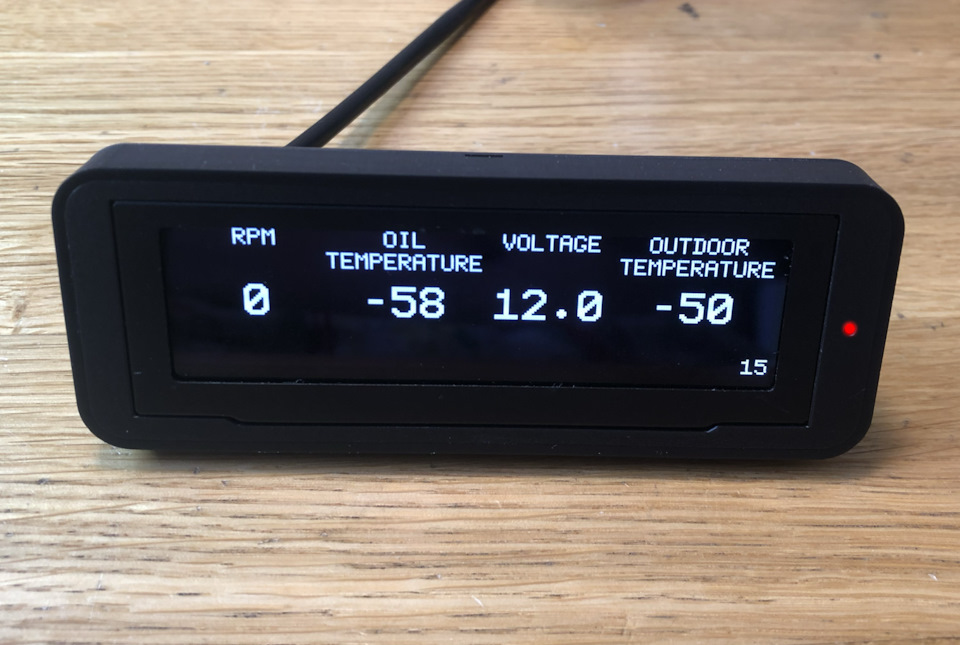 RPM
OIL
TEMPERATURE
VOLTAGE
OUTDOOR
TEMPERATURE
0
-58
12.0
-50
15